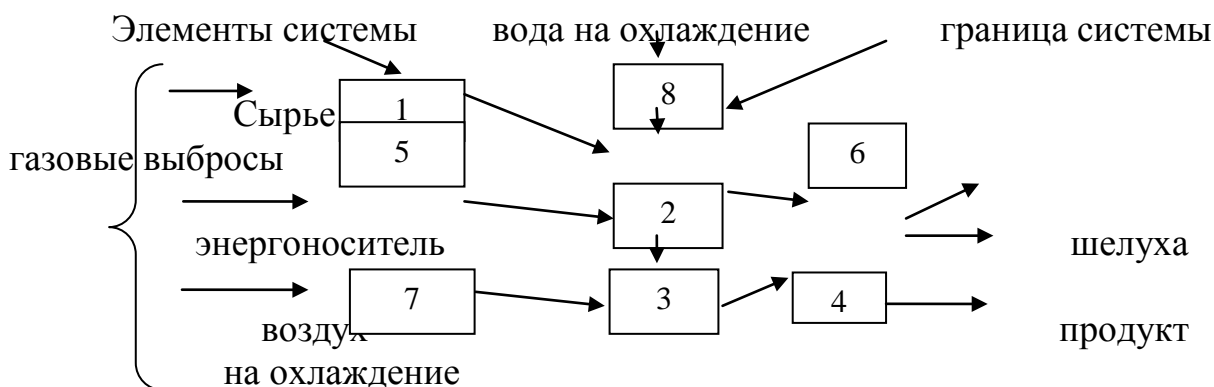 Элементы системы вода на охлаждение граница системы
8
Сырье 1
газовые выбросы 5 6
2
энергоноситель шелуха
7 3 4
воздух продукт
на охлаждение